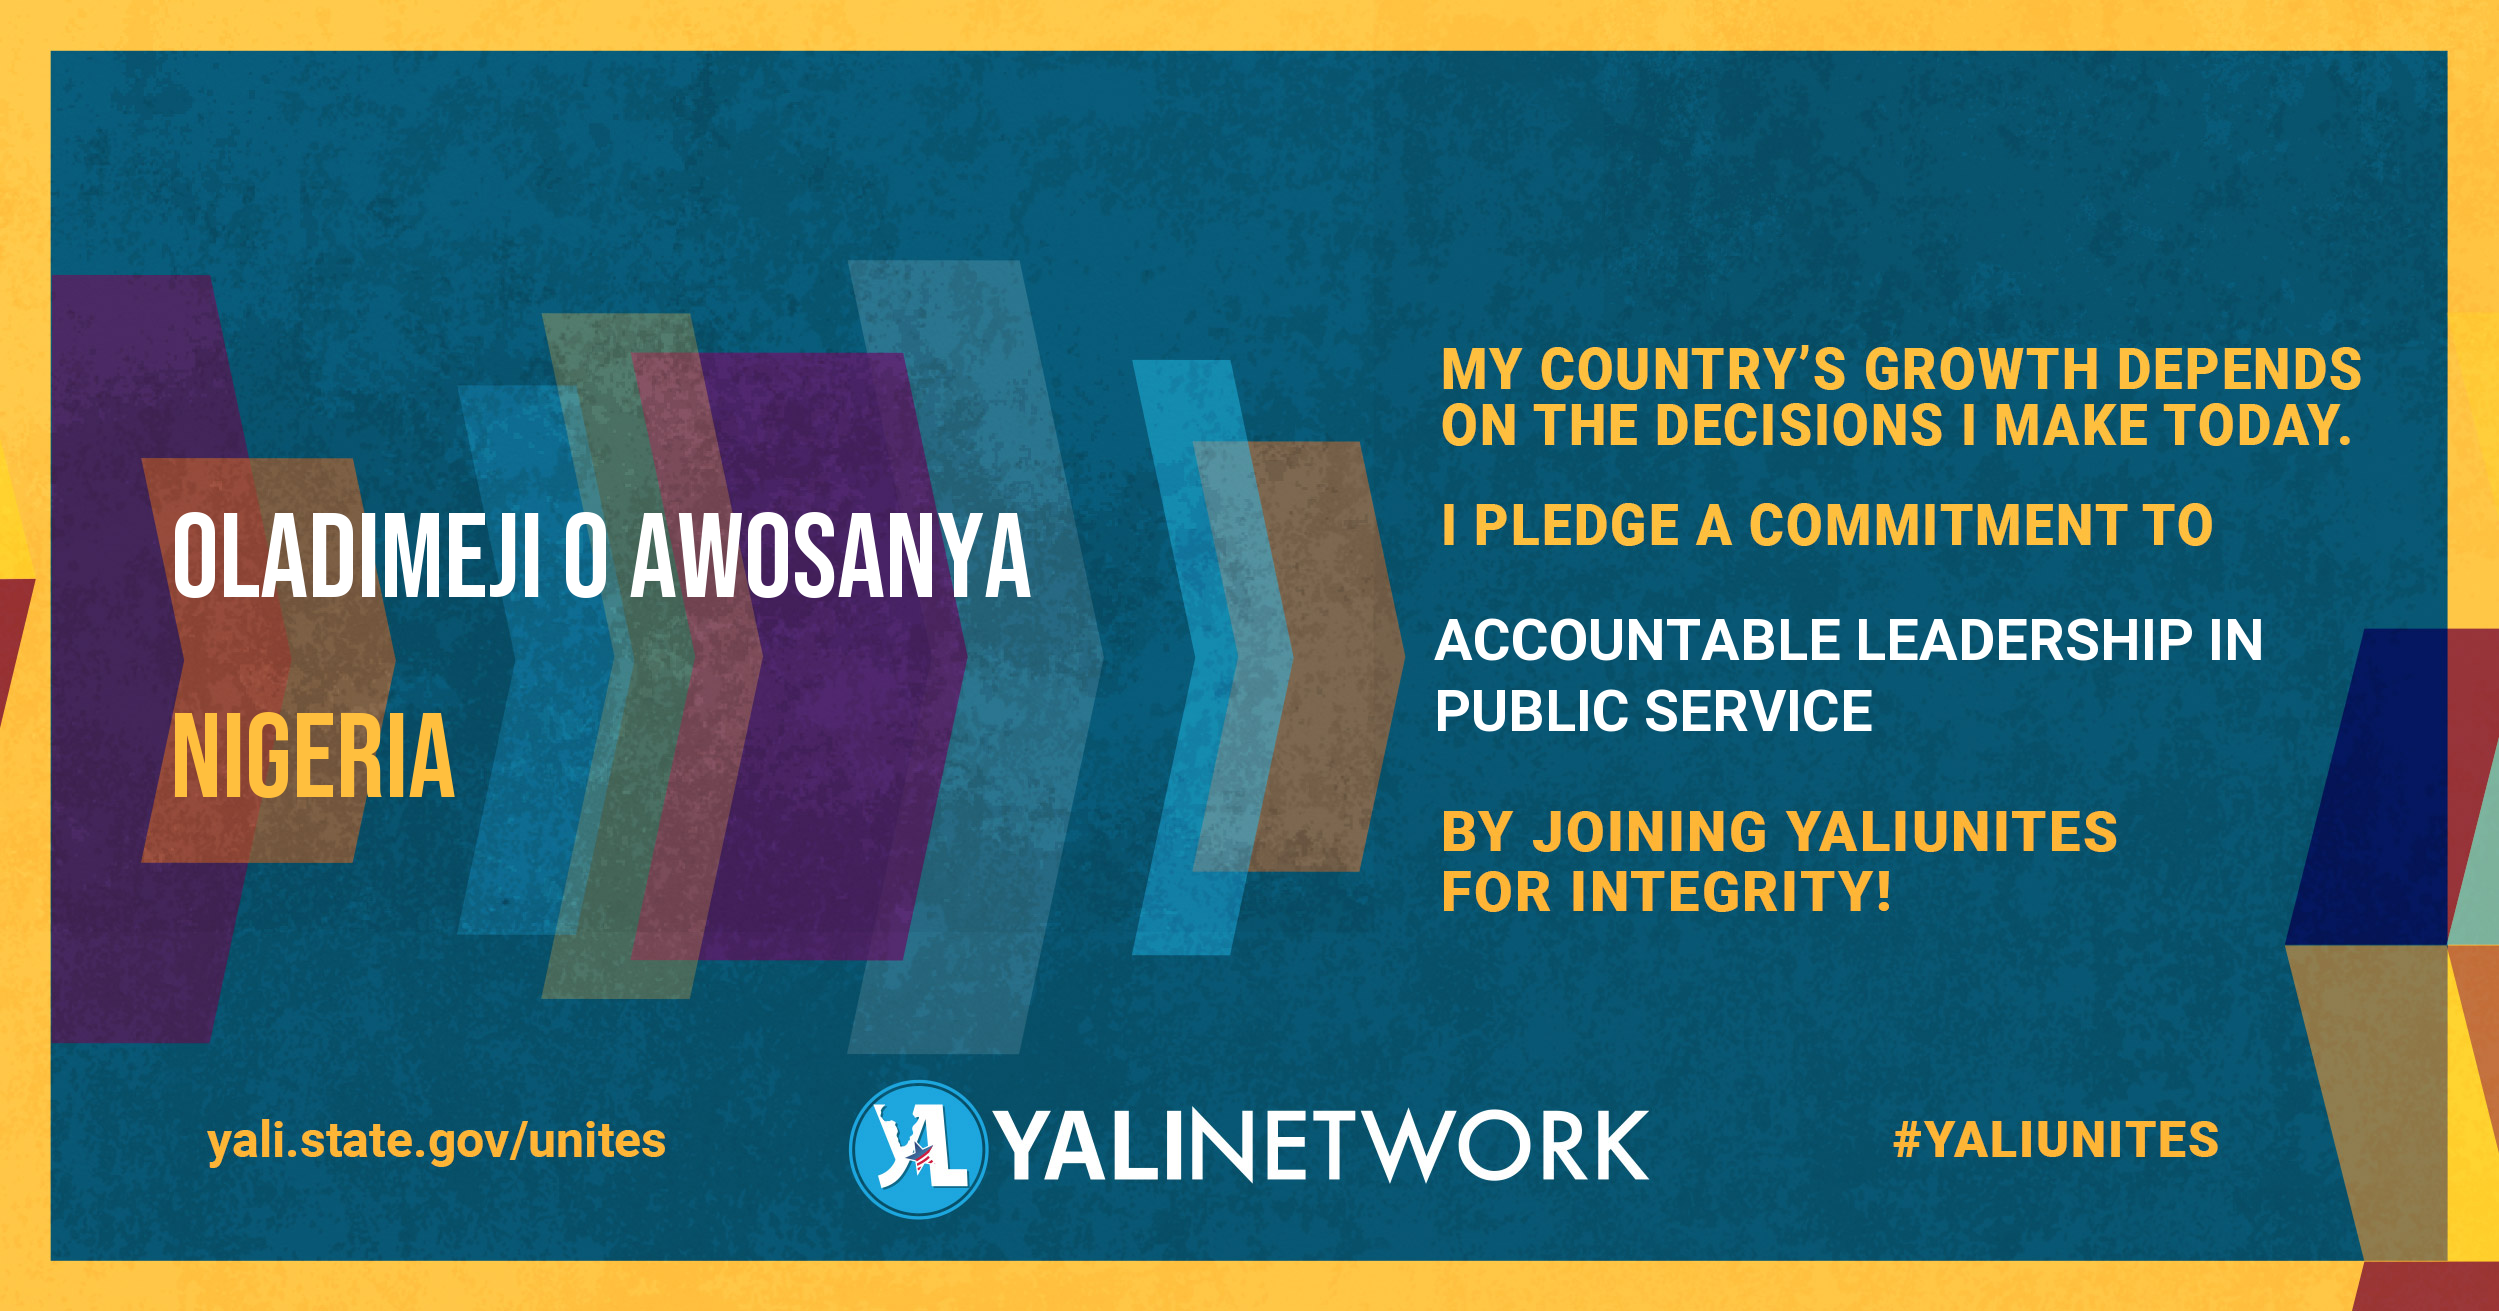 OLADIMEJI O AWOSANYA
NIGERIA
MY COUNTRY’S GROWTH DEPENDS
ON THE DECISIONS I MAKE TODAY.
I PLEDGE A COMMITMENT TO
ACCOUNTABLE LEADERSHIP IN
PUBLIC SERVICE
BY JOINING YALIUNITES
FOR INTEGRITY!
yali.state.gov/unites
YALINETWORK
#YALIUNITES